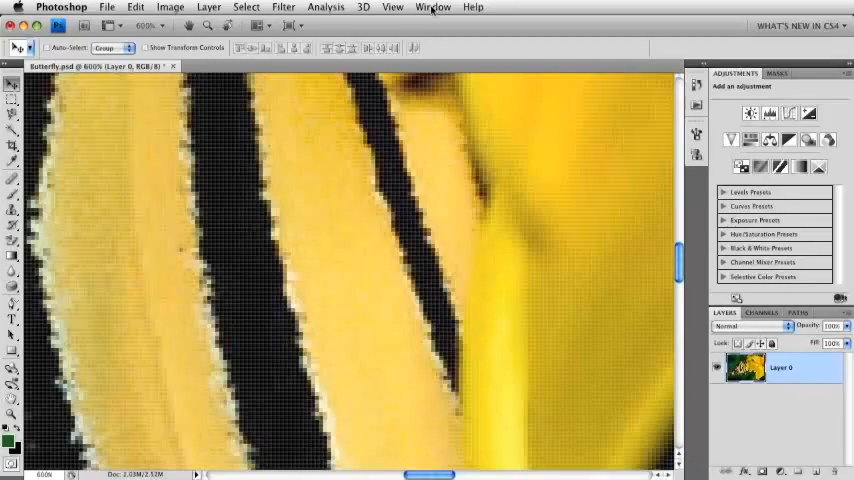 Photoshop File Edit Image Layer Select Filter Analysis 3D View Window Help
Ps 600% WHAT'S NEW IN CS4
Auto-Select: Group Show Transform Controls
Butterfly.psd @ 600% (Layer 0, RGB/8) *
ADJUSTMENTS MASKS
Add an adjustment
Levels Presets
Curves Presets
Exposure Presets
Hue/Saturation Presets
Black & White Presets
Channel Mixer Presets
Selective Color Presets
LAYERS CHANNELS PATHS
Normal Opacity: 100%
Lock: Fill: 100%
Layer 0
600% Doc: 2.03M/2.52M